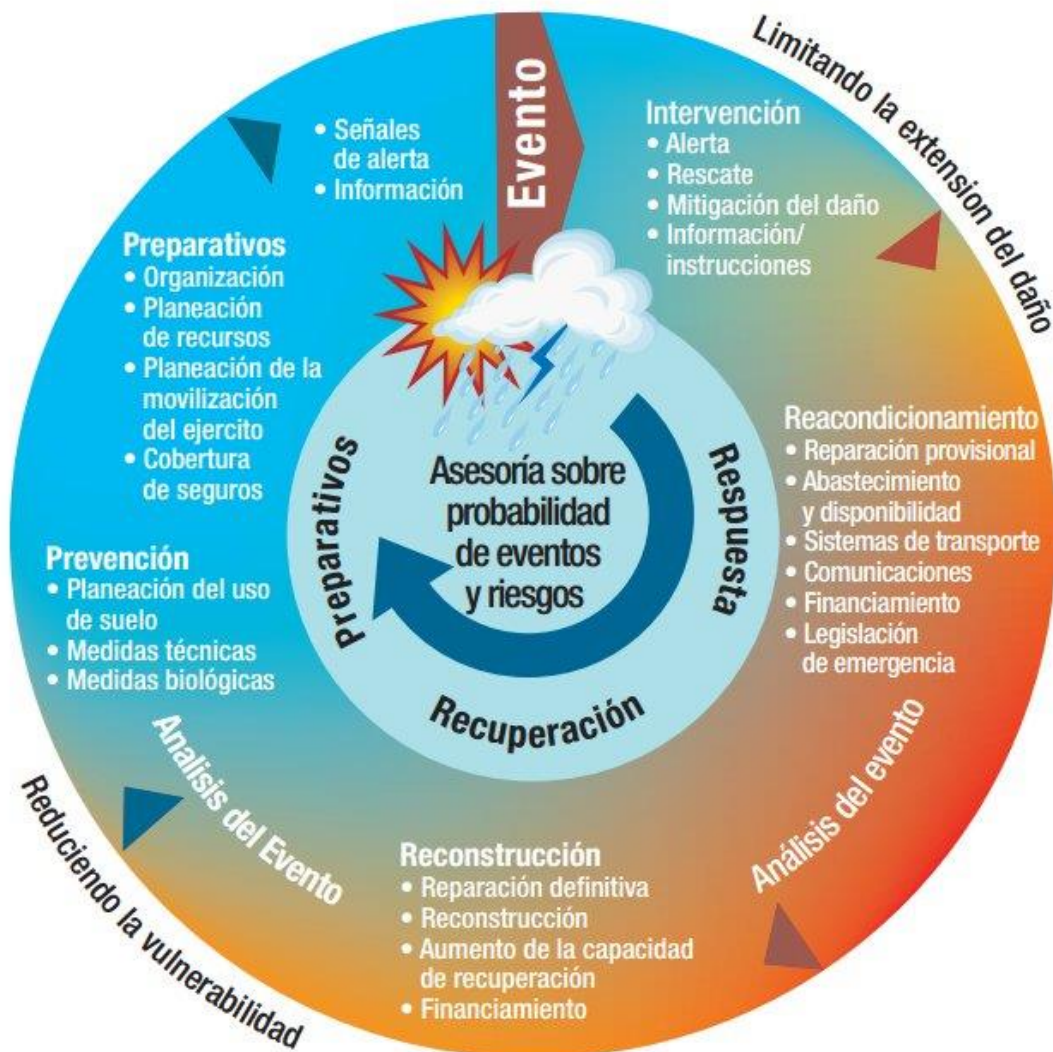 Evento
Limitando la extension del daño
Intervención
• Alerta
• Rescate
• Mitigación del daño
• Información/
instrucciones
Reacondicionamiento
• Reparación provisional
• Abastecimiento
y disponibilidad
• Sistemas de transporte
• Comunicaciones
• Financiamiento
• Legislación
de emergencia
Análisis del evento
Reconstrucción
• Reparación definitiva
• Reconstrucción
• Aumento de la capacidad
de recuperación
• Financiamiento
Analisis del Evento
Reduciendo la vulnerabilidad
Prevención
• Planeación del uso
de suelo
• Medidas técnicas
• Medidas biológicas
Preparativos
• Organización
• Planeación
de recursos
• Planeación de la
movilización
del ejercito
• Cobertura
de seguros
• Señales
de alerta
• Información
Respuesta
Recuperación
Preparativos
Asesoría sobre
probabilidad
de eventos
y riesgos